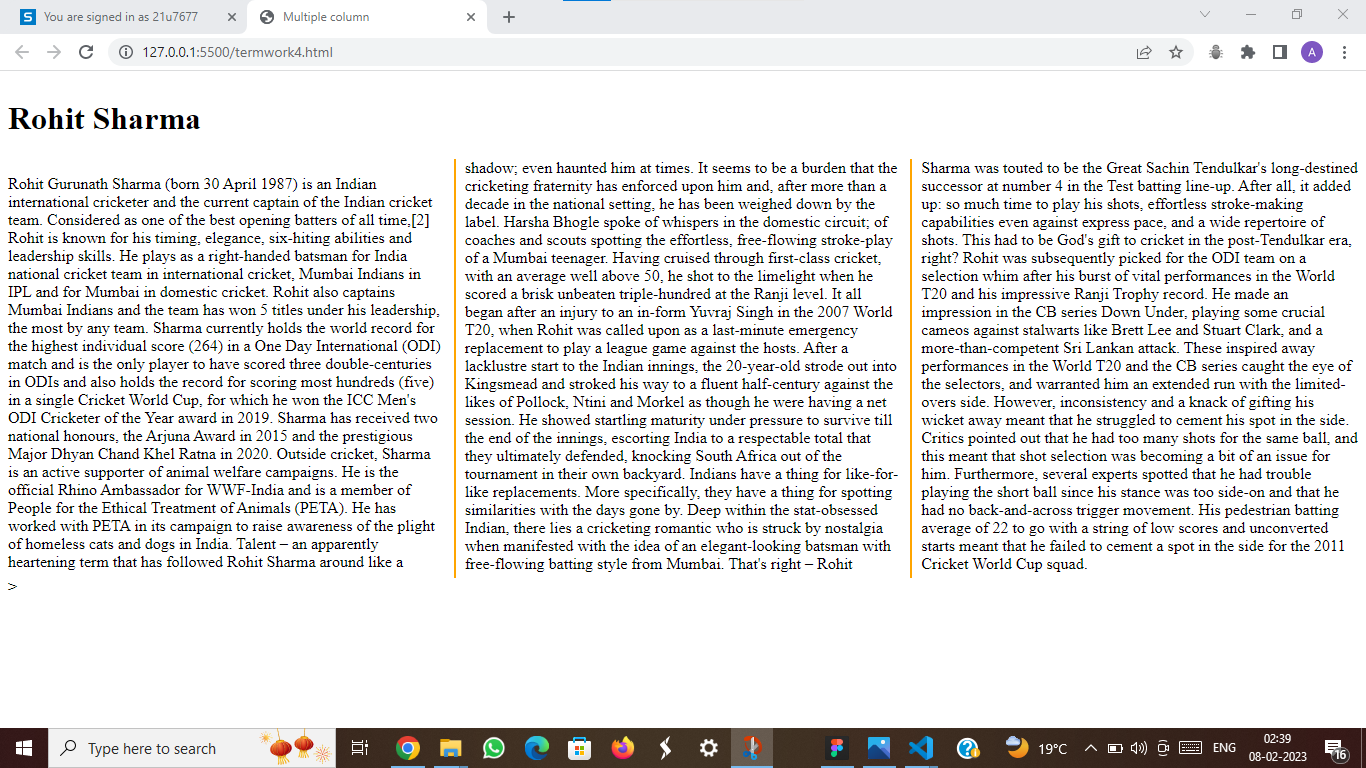 You are signed in as 21u7677
Multiple column
127.0.0.1:5500/termwork4.html
A
Rohit Sharma
Rohit Gurunath Sharma (born 30 April 1987) is an Indian
international cricketer and the current captain of the Indian cricket
team. Considered as one of the best opening batters of all time,[2]
Rohit is known for his timing, elegance, six-hiting abilities and
leadership skills. He plays as a right-handed batsman for India
national cricket team in international cricket, Mumbai Indians in
IPL and for Mumbai in domestic cricket. Rohit also captains
Mumbai Indians and the team has won 5 titles under his leadership,
the most by any team. Sharma currently holds the world record for
the highest individual score (264) in a One Day International (ODI)
match and is the only player to have scored three double-centuries
in ODIs and also holds the record for scoring most hundreds (five)
in a single Cricket World Cup, for which he won the ICC Men's
ODI Cricketer of the Year award in 2019. Sharma has received two
national honours, the Arjuna Award in 2015 and the prestigious
Major Dhyan Chand Khel Ratna in 2020. Outside cricket, Sharma
is an active supporter of animal welfare campaigns. He is the
official Rhino Ambassador for WWF-India and is a member of
People for the Ethical Treatment of Animals (PETA). He has
worked with PETA in its campaign to raise awareness of the plight
of homeless cats and dogs in India. Talent – an apparently
heartening term that has followed Rohit Sharma around like a
shadow; even haunted him at times. It seems to be a burden that the
cricketing fraternity has enforced upon him and, after more than a
decade in the national setting, he has been weighed down by the
label. Harsha Bhogle spoke of whispers in the domestic circuit; of
coaches and scouts spotting the effortless, free-flowing stroke-play
of a Mumbai teenager. Having cruised through first-class cricket,
with an average well above 50, he shot to the limelight when he
scored a brisk unbeaten triple-hundred at the Ranji level. It all
began after an injury to an in-form Yuvraj Singh in the 2007 World
T20, when Rohit was called upon as a last-minute emergency
replacement to play a league game against the hosts. After a
lacklustre start to the Indian innings, the 20-year-old strode out into
Kingsmead and stroked his way to a fluent half-century against the
likes of Pollock, Ntini and Morkel as though he were having a net
session. He showed startling maturity under pressure to survive till
the end of the innings, escorting India to a respectable total that
they ultimately defended, knocking South Africa out of the
tournament in their own backyard. Indians have a thing for like-for-
like replacements. More specifically, they have a thing for spotting
similarities with the days gone by. Deep within the stat-obsessed
Indian, there lies a cricketing romantic who is struck by nostalgia
when manifested with the idea of an elegant-looking batsman with
free-flowing batting style from Mumbai. That's right – Rohit
Sharma was touted to be the Great Sachin Tendulkar's long-destined
successor at number 4 in the Test batting line-up. After all, it added
up: so much time to play his shots, effortless stroke-making
capabilities even against express pace, and a wide repertoire of
shots. This had to be God's gift to cricket in the post-Tendulkar era,
right? Rohit was subsequently picked for the ODI team on a
selection whim after his burst of vital performances in the World
T20 and his impressive Ranji Trophy record. He made an
impression in the CB series Down Under, playing some crucial
cameos against stalwarts like Brett Lee and Stuart Clark, and a
more-than-competent Sri Lankan attack. These inspired away
performances in the World T20 and the CB series caught the eye of
the selectors, and warranted him an extended run with the limited-
overs side. However, inconsistency and a knack of gifting his
wicket away meant that he struggled to cement his spot in the side.
Critics pointed out that he had too many shots for the same ball, and
this meant that shot selection was becoming a bit of an issue for
him. Furthermore, several experts spotted that he had trouble
playing the short ball since his stance was too side-on and that he
had no back-and-across trigger movement. His pedestrian batting
average of 22 to go with a string of low scores and unconverted
starts meant that he failed to cement a spot in the side for the 2011
Cricket World Cup squad.
>
Type here to search
19°C
ENG
02:39
08-02-2023
16